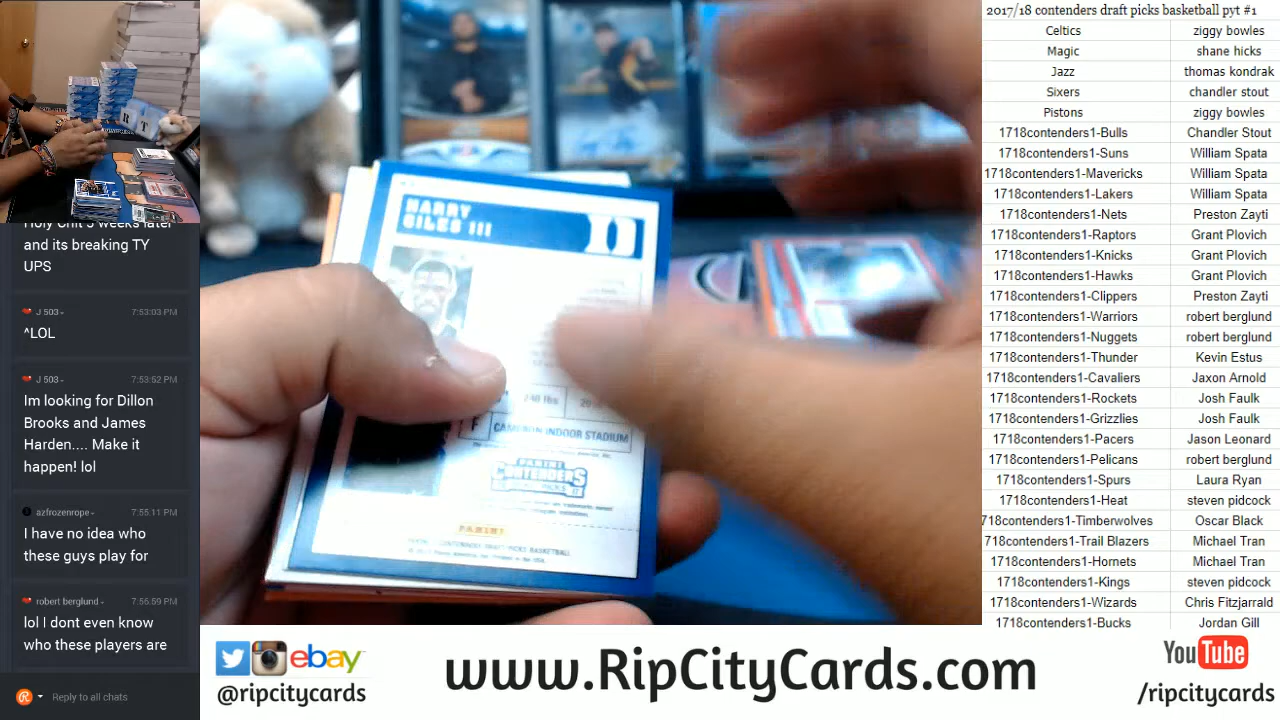 2017/18 contenders draft picks basketball pyt #1
Celtics ziggy bowles
Magic shane hicks
Jazz thomas kondrak
Sixers chandler stout
Pistons ziggy bowles
1718contenders1-Bulls Chandler Stout
1718contenders1-Suns William Spata
1718contenders1-Mavericks William Spata
1718contenders1-Lakers William Spata
1718contenders1-Nets Preston Zayti
1718contenders1-Raptors Grant Plovich
1718contenders1-Knicks Grant Plovich
1718contenders1-Hawks Grant Plovich
1718contenders1-Clippers Preston Zayti
1718contenders1-Warriors robert berglund
1718contenders1-Nuggets robert berglund
1718contenders1-Thunder Kevin Estus
1718contenders1-Cavaliers Jaxon Arnold
1718contenders1-Rockets Josh Faulk
1718contenders1-Grizzlies Josh Faulk
1718contenders1-Pacers Jason Leonard
1718contenders1-Pelicans robert berglund
1718contenders1-Spurs Laura Ryan
1718contenders1-Heat steven pidcock
718contenders1-Timberwolves Oscar Black
718contenders1-Trail Blazers Michael Tran
1718contenders1-Hornets Michael Tran
1718contenders1-Kings steven pidcock
1718contenders1-Wizards Chris Fitzjarrald
1718contenders1-Bucks Jordan Gill
and its breaking TY
UPS
J 503 7:53:03 PM
^LOL
J 503 7:53:52 PM
Im looking for Dillon
Brooks and James
Harden.... Make it
happen! lol
azfrozenrope 7:55:11 PM
I have no idea who
these guys play for
robert berglund 7:56:59 PM
lol I dont even know
who these players are
Reply to all chats
R T
HARRY
GILES III
D
240 lbs
F CAMERON INDOOR STADIUM
PANINI
CONTENDERS
PANINI
ebay
@ripcitycards
www.RipCityCards.com
YouTube
/ripcitycards